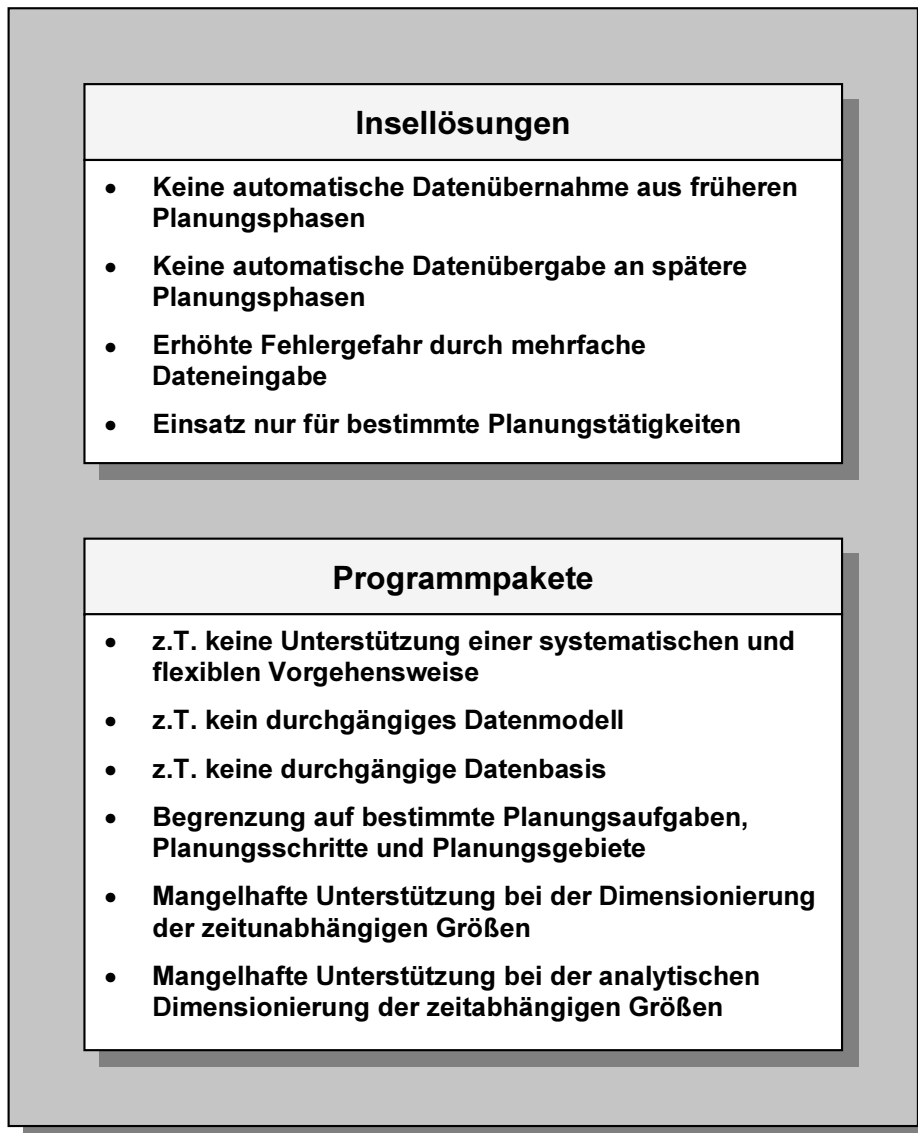 Insellösungen
• Keine automatische Datenübernahme aus früheren
Planungsphasen
• Keine automatische Datenübergabe an spätere
Planungsphasen
• Erhöhte Fehlergefahr durch mehrfache
Dateneingabe
• Einsatz nur für bestimmte Planungstätigkeiten
Programmpakete
• z.T. keine Unterstützung einer systematischen und
flexiblen Vorgehensweise
• z.T. kein durchgängiges Datenmodell
• z.T. keine durchgängige Datenbasis
• Begrenzung auf bestimmte Planungsaufgaben,
Planungsschritte und Planungsgebiete
• Mangelhafte Unterstützung bei der Dimensionierung
der zeitunabhängigen Größen
• Mangelhafte Unterstützung bei der analytischen
Dimensionierung der zeitabhängigen Größen